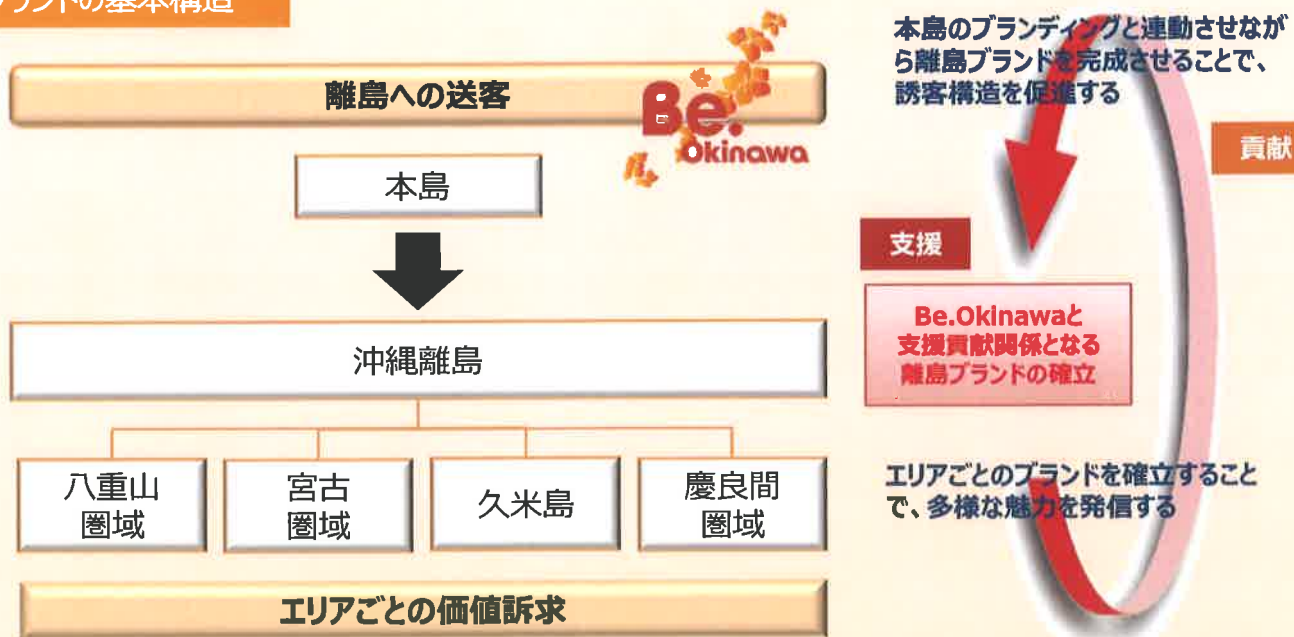 ブランドの基本構造
離島への送客
Be.
Okinawa
本島
沖縄離島
八重山
圏域
宮古
圏域
久米島
慶良間
圏域
エリアごとの価値訴求
本島のブランディングと連動させなが
ら離島ブランドを完成させることで、
誘客構造を促進する
貢献
支援
Be.Okinawaと
支援貢献関係となる
離島ブランドの確立
エリアごとのブランドを確立すること
で、多様な魅力を発信する